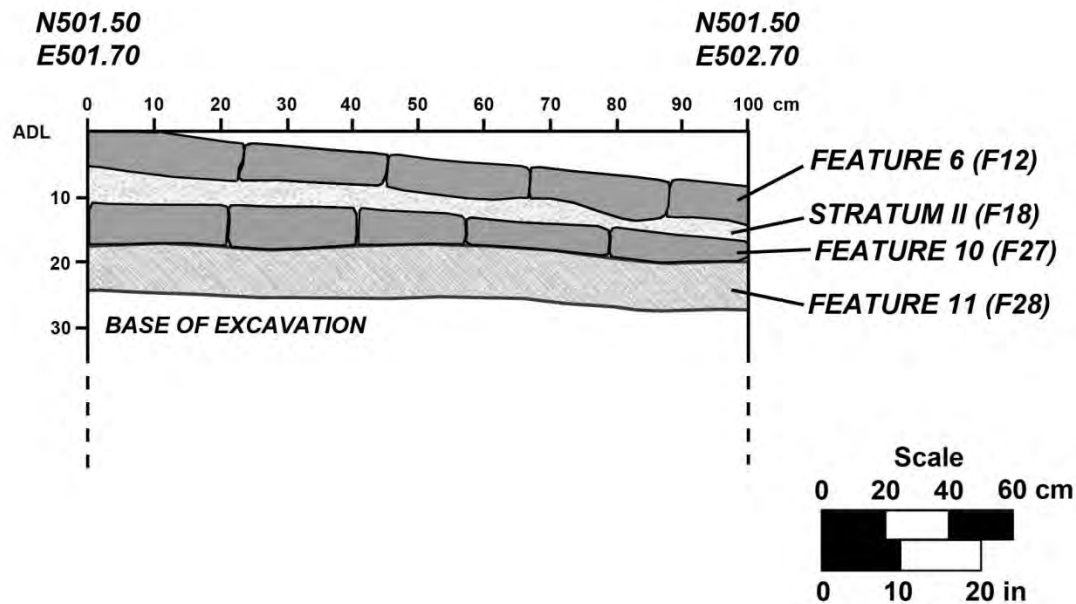 N501.50
E501.70
N501.50
E502.70
0 10 20 30 40 50 60 70 80 90 100 cm
ADL
10
20
30
FEATURE 6 (F12)
STRATUM II (F18)
FEATURE 10 (F27)
FEATURE 11 (F28)
BASE OF EXCAVATION
Scale
0 20 40 60 cm
0 10 20 in